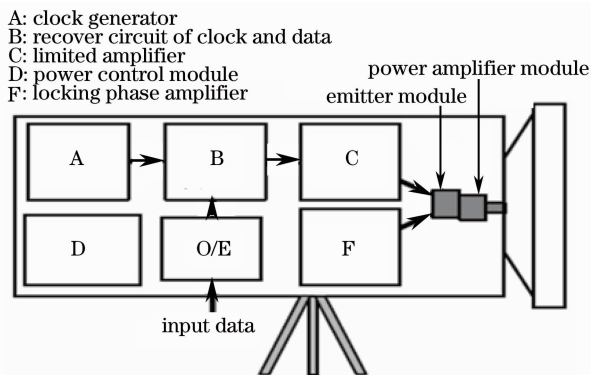 A: clock generator
B: recover circuit of clock and data
C: limited amplifier
D: power control module
F: locking phase amplifier
power amplifier module
emitter module
A
B
C
D
O/E
F
input data